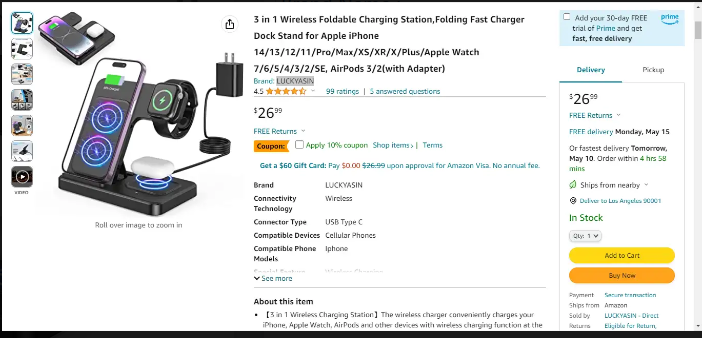 VIDEO
Roll over image to zoom in
3 in 1 Wireless Foldable Charging Station,Folding Fast Charger
Dock Stand for Apple iPhone
14/13/12/11/Pro/Max/XS/XR/X/Plus/Apple Watch
7/6/5/4/3/2/SE, AirPods 3/2(with Adapter)
Brand: LUCKYASIN
4.5 99 ratings | 5 answered questions
$26⁹⁹
FREE Returns
Coupon: Apply 10% coupon Shop items › | Terms
Get a $60 Gift Card: Pay $0.00 $26.99 upon approval for Amazon Visa. No annual fee.
Brand LUCKYASIN
Connectivity Technology Wireless
Connector Type USB Type C
Compatible Devices Cellular Phones
Compatible Phone Models Iphone
Special Feature Wireless Charging
See more
About this item
• 【3 in 1 Wireless Charging Station】The wireless charger conveniently charges your
iPhone, Apple Watch, AirPods and other devices with wireless charging function at the
Add your 30-day FREE
trial of Prime and get
fast, free delivery
prime
Delivery Pickup
$26⁹⁹
FREE Returns
FREE delivery Monday, May 15
Or fastest delivery Tomorrow,
May 10. Order within 4 hrs 58
mins
Ships from nearby
Deliver to Los Angeles 90001
In Stock
Qty: 1
Add to Cart
Buy Now
Payment Secure transaction
Ships from Amazon
Sold by LUCKYASIN - Direct
Returns Eligible for Return,